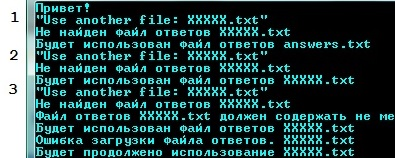 1 Привет!
"Use another file: XXXXX.txt"
Не найден файл ответов XXXXX.txt
Будет использован файл ответов answers.txt
2 "Use another file: XXXXX.txt"
Не найден файл ответов XXXXX.txt
Будет использован файл ответов XXXXX.txt
3 "Use another file: XXXXX.txt"
Не найден файл ответов XXXXX.txt
Файл ответов XXXXX.txt должен содержать не ме
Будет использован файл ответов XXXXX.txt
Ошибка загрузки файла ответов. XXXXX.txt
Будет продолжено использование XXXXX.txt